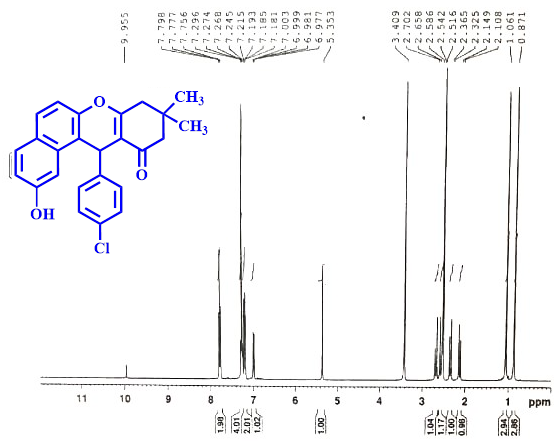 9.955 7.798 7.777 7.756 7.296 7.274 7.268 7.245 7.215 7.193 7.185 7.181 7.003 6.999 6.981 6.977 5.353 3.409 2.702 2.658 2.586 2.542 2.516 2.365 2.325 2.149 2.108 1.061 0.871
O
CH3
CH3
O
OH
Cl
11 10 9 8 7 6 5 4 3 2 1 ppm
1.98 4.01 2.01 1.02 1.00 1.04 1.17 1.00 0.98 2.94 2.86